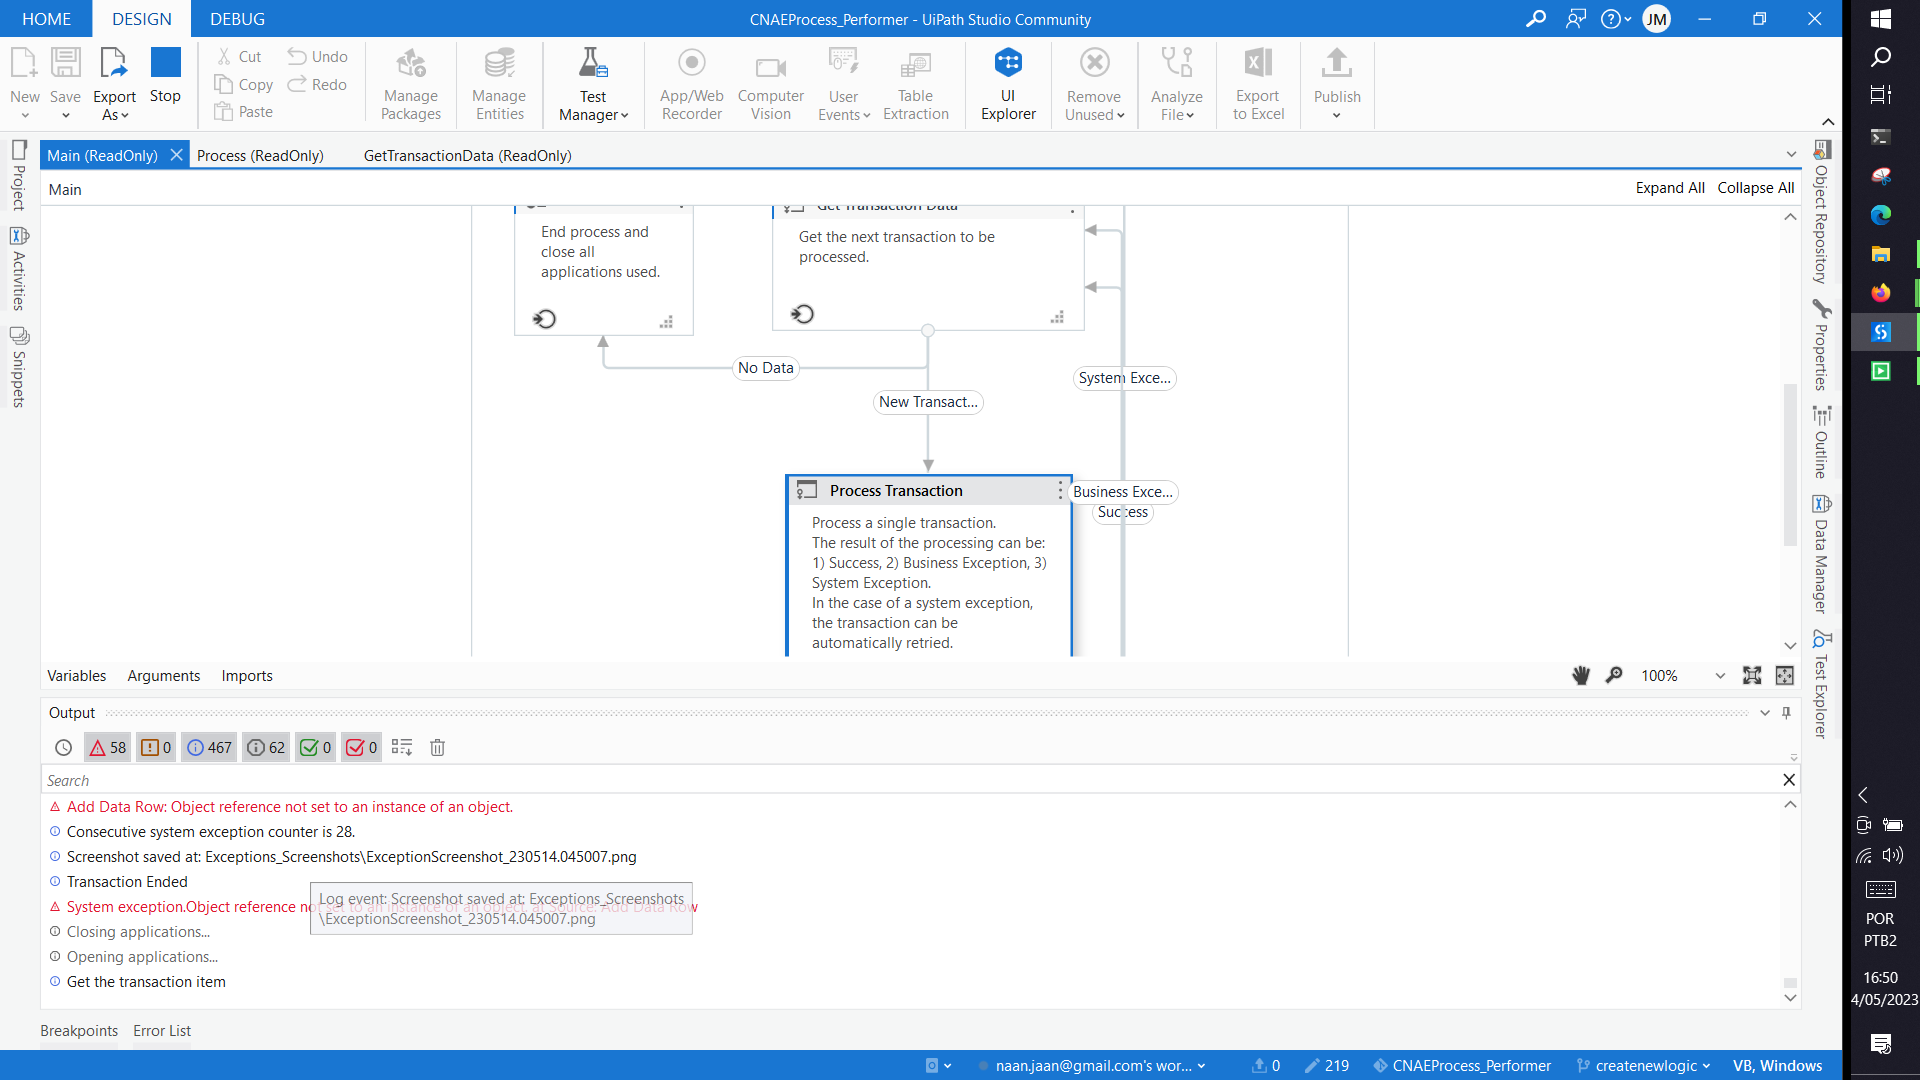 HOME
DESIGN
DEBUG
CNAEProcess_Performer - UiPath Studio Community
JM
New
Save
Export
As
Stop
Cut
Copy
Paste
Undo
Redo
Manage
Packages
Manage
Entities
Test
Manager
App/Web
Recorder
Computer
Vision
User
Events
Table
Extraction
UI
Explorer
Remove
Unused
Analyze
File
Export
to Excel
Publish
Main (ReadOnly)
Process (ReadOnly)
GetTransactionData (ReadOnly)
Main
Expand All
Collapse All
Project
Activities
Snippets
Object Repository
Properties
Outline
Data Manager
Test Explorer
End process and
close all
applications used.
Get Transaction Data
Get the next transaction to be
processed.
No Data
New Transact...
System Exce...
Business Exce...
Success
Process Transaction
Process a single transaction.
The result of the processing can be:
1) Success, 2) Business Exception, 3)
System Exception.
In the case of a system exception,
the transaction can be
automatically retried.
Variables
Arguments
Imports
100%
Output
58
0
467
62
0
0
Search
Add Data Row: Object reference not set to an instance of an object.
Consecutive system exception counter is 28.
Screenshot saved at: Exceptions_Screenshots\ExceptionScreenshot_230514.045007.png
Transaction Ended
System exception.Object reference not set to an instance of an object. at Source: Add Data Row
Log event: Screenshot saved at: Exceptions_Screenshots
\ExceptionScreenshot_230514.045007.png
Closing applications...
Opening applications...
Get the transaction item
Breakpoints
Error List
naan.jaan@gmail.com's wor...
0
219
CNAEProcess_Performer
createnewlogic
VB, Windows
POR
PTB2
16:50
4/05/2023